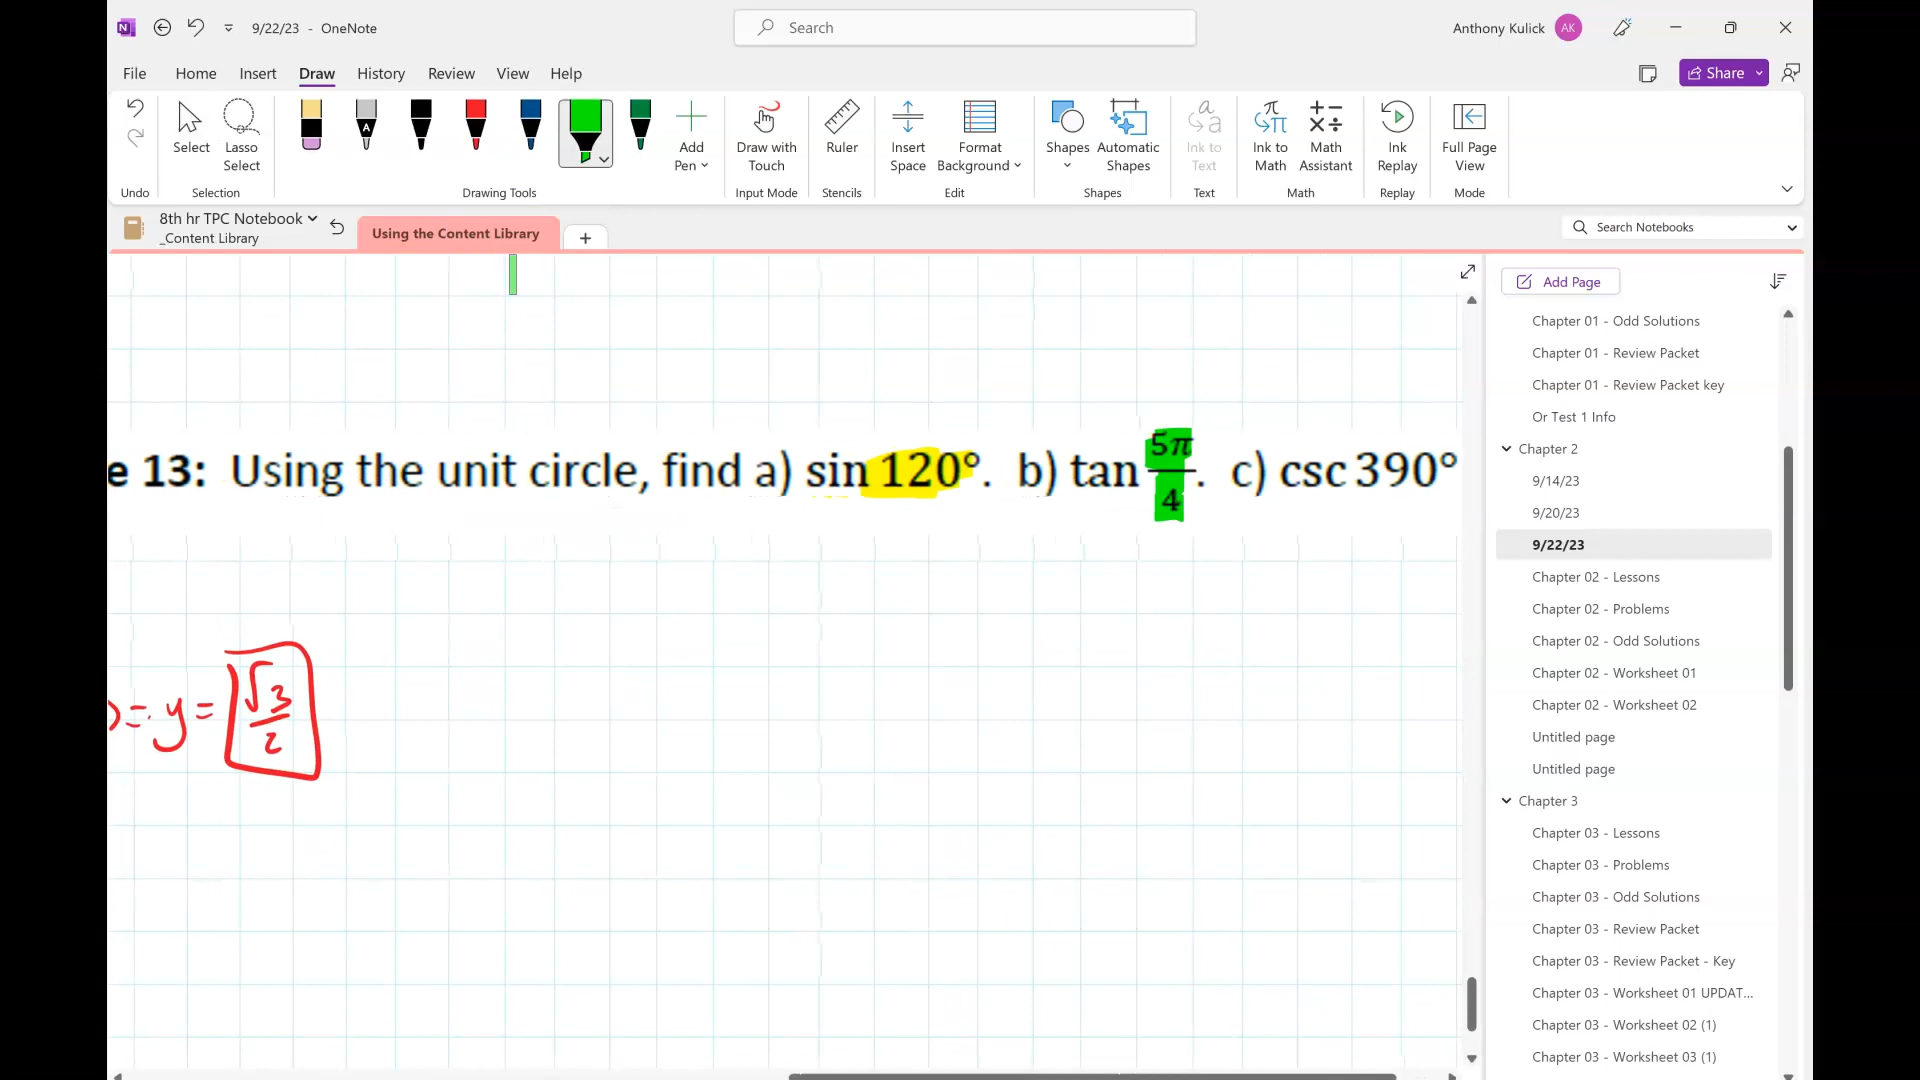 9/22/23 - OneNote
Search
Anthony Kulick AK
File Home Insert Draw History Review View Help
Share
Undo
Select
Lasso Select
Selection
A
Add Pen
Drawing Tools
Draw with Touch
Input Mode
Ruler
Stencils
Insert Space
Format Background
Edit
Shapes
Automatic Shapes
Shapes
Ink to Text
Text
Ink to Math
Math Assistant
Math
Ink Replay
Replay
Full Page View
Mode
8th hr TPC Notebook
_Content Library
Using the Content Library
Search Notebooks
e 13: Using the unit circle, find a) sin 120°. b) tan 5π/4. c) csc 390°
= y = √3/2
Add Page
Chapter 01 - Odd Solutions
Chapter 01 - Review Packet
Chapter 01 - Review Packet key
Or Test 1 Info
Chapter 2
9/14/23
9/20/23
9/22/23
Chapter 02 - Lessons
Chapter 02 - Problems
Chapter 02 - Odd Solutions
Chapter 02 - Worksheet 01
Chapter 02 - Worksheet 02
Untitled page
Untitled page
Chapter 3
Chapter 03 - Lessons
Chapter 03 - Problems
Chapter 03 - Odd Solutions
Chapter 03 - Review Packet
Chapter 03 - Review Packet - Key
Chapter 03 - Worksheet 01 UPDAT...
Chapter 03 - Worksheet 02 (1)
Chapter 03 - Worksheet 03 (1)